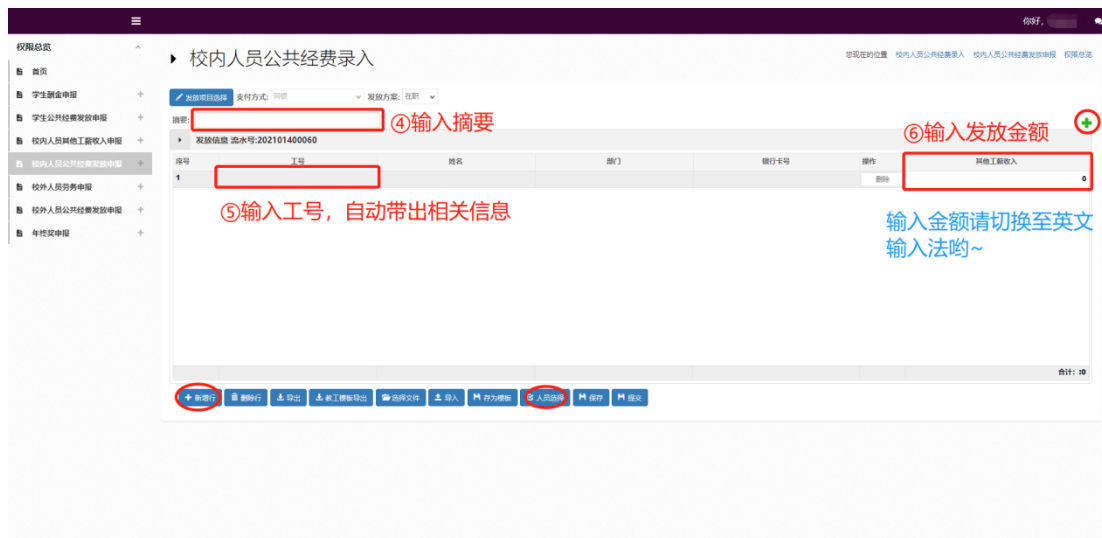 你好,
权限总览
首页
学生酬金申报
学生公共经费发放申报
校内人员其他工薪收入申报
校内人员公共经费发放申报
校外人员劳务申报
校外人员公共经费发放申报
年终奖申报
校内人员公共经费录入
您现在的位置 校内人员公共经费录入 校内人员公共经费发放申报 权限总览
发放项目选择 支付方式: 网银 发放方案: 在职
摘要:
④输入摘要
⑥输入发放金额
发放信息 流水号:202101400060
序号 工号 姓名 部门 银行卡号 操作 其他工薪收入
1 删除 0
⑤输入工号，自动带出相关信息
输入金额请切换至英文
输入法哟~
合计: :0
新增行 删除行 导出 教工模板导出 选择文件 导入 存为模板 人员选择 保存 提交